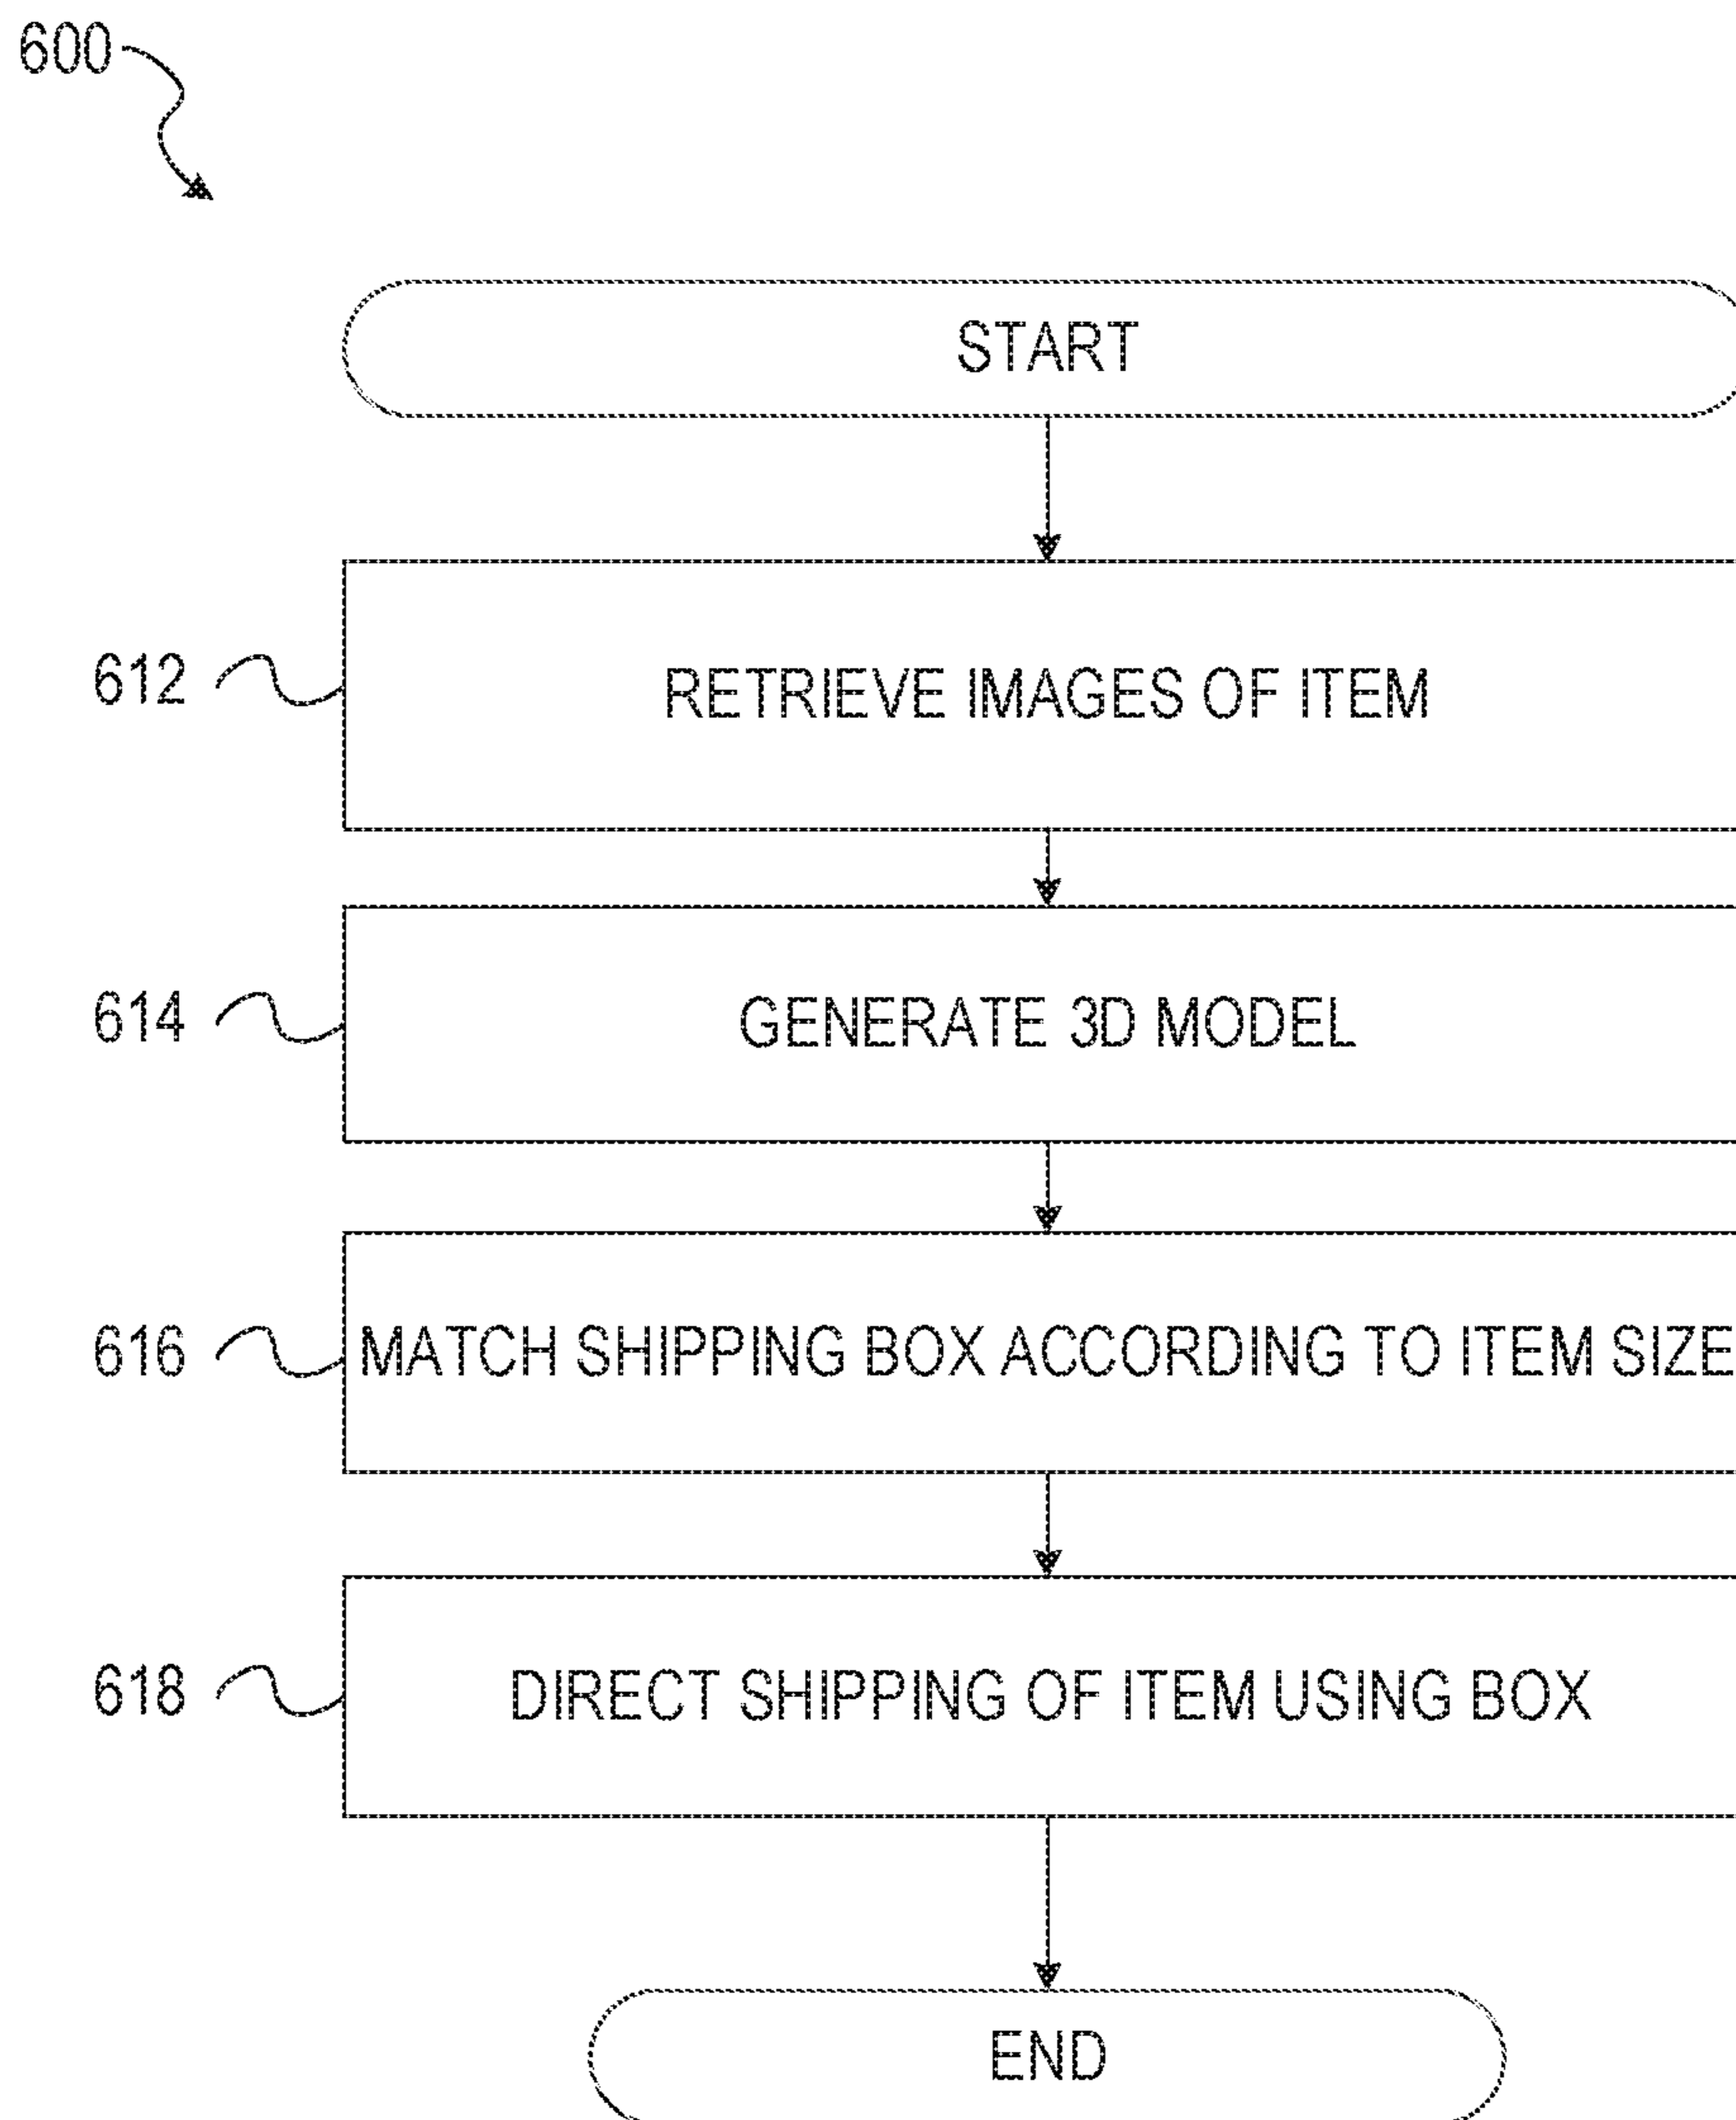 600
START
612
RETRIEVE IMAGES OF ITEM
614
GENERATE 3D MODEL
616
MATCH SHIPPING BOX ACCORDING TO ITEM SIZE
618
DIRECT SHIPPING OF ITEM USING BOX
END